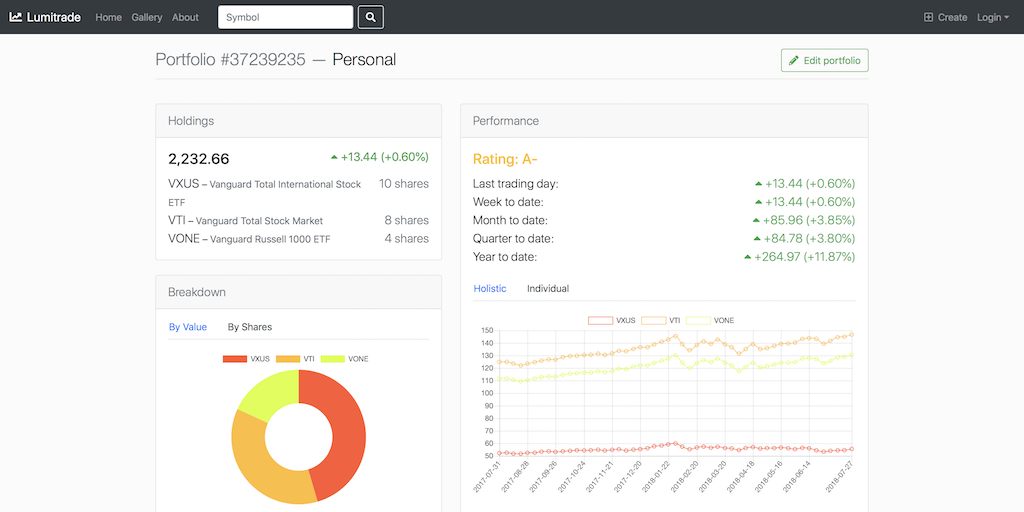 Lumitrade Home Gallery About Symbol Create Login
Portfolio #37239235 — Personal Edit portfolio
Holdings
2,232.66 +13.44 (+0.60%)
VXUS – Vanguard Total International Stock ETF 10 shares
VTI – Vanguard Total Stock Market 8 shares
VONE – Vanguard Russell 1000 ETF 4 shares
Breakdown
By Value By Shares
VXUS VTI VONE
Performance
Rating: A-
Last trading day: +13.44 (+0.60%)
Week to date: +13.44 (+0.60%)
Month to date: +85.96 (+3.85%)
Quarter to date: +84.78 (+3.80%)
Year to date: +264.97 (+11.87%)
Holistic Individual
VXUS VTI VONE
150
140
130
120
110
100
90
80
70
60
50
2017-07-31 2017-08-28 2017-09-26 2017-10-24 2017-11-21 2017-12-20 2018-01-22 2018-02-20 2018-03-20 2018-04-18 2018-05-16 2018-06-14 2018-07-27